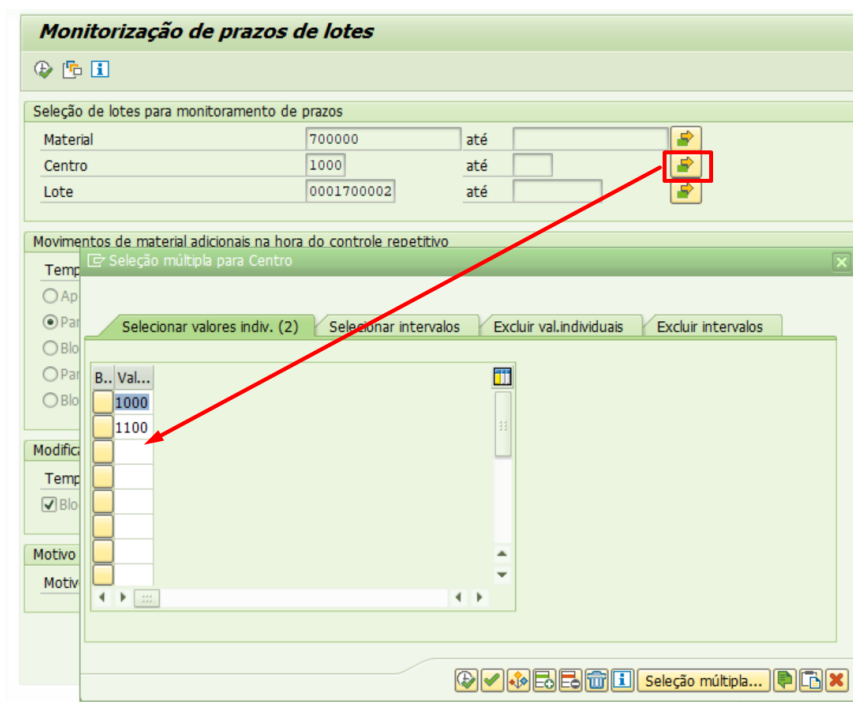 Monitorização de prazos de lotes
Seleção de lotes para monitoramento de prazos
Material 700000 até
Centro 1000 até
Lote 0001700002 até
Movimentos de material adicionais na hora do controle repetitivo
Seleção múltipla para Centro
Temp
Ap
Par
Selecionar valores indiv. (2) Selecionar intervalos Excluir val.individuais Excluir intervalos
Blo
Par
B.. Val...
Blo
1000
1100
Modifica
Temp
Blo
Motivo
Motiv
Seleção múltipla...